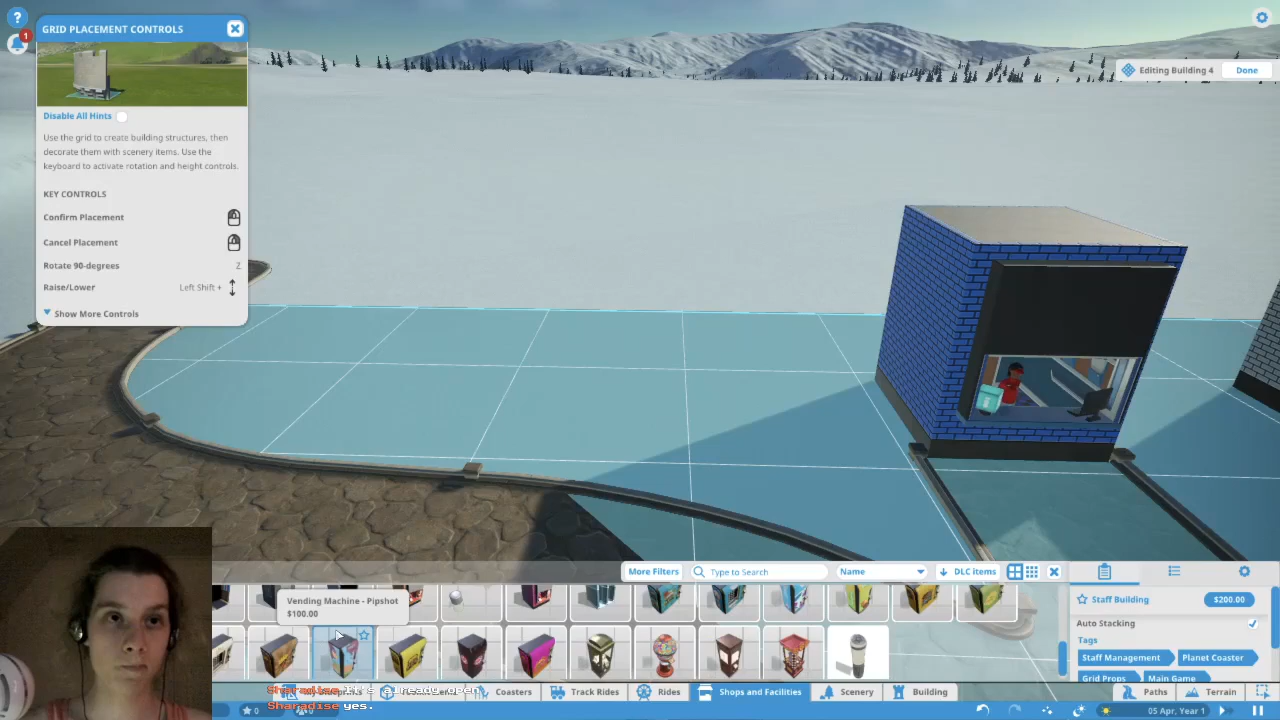 ?
1
GRID PLACEMENT CONTROLS
Disable All Hints
Use the grid to create building structures, then
decorate them with scenery items. Use the
keyboard to activate rotation and height controls.
KEY CONTROLS
Confirm Placement
Cancel Placement
Rotate 90-degrees Z
Raise/Lower Left Shift +
Show More Controls
Editing Building 4 Done
More Filters Type to Search Name DLC items
Vending Machine - Pipshot
$100.00
Staff Building $200.00
Auto Stacking
Tags
Staff Management Planet Coaster
Grid Props Main Game
Coasters Track Rides Rides Shops and Facilities Scenery Building Paths Terrain
Sharadise yes.
05 Apr, Year 1